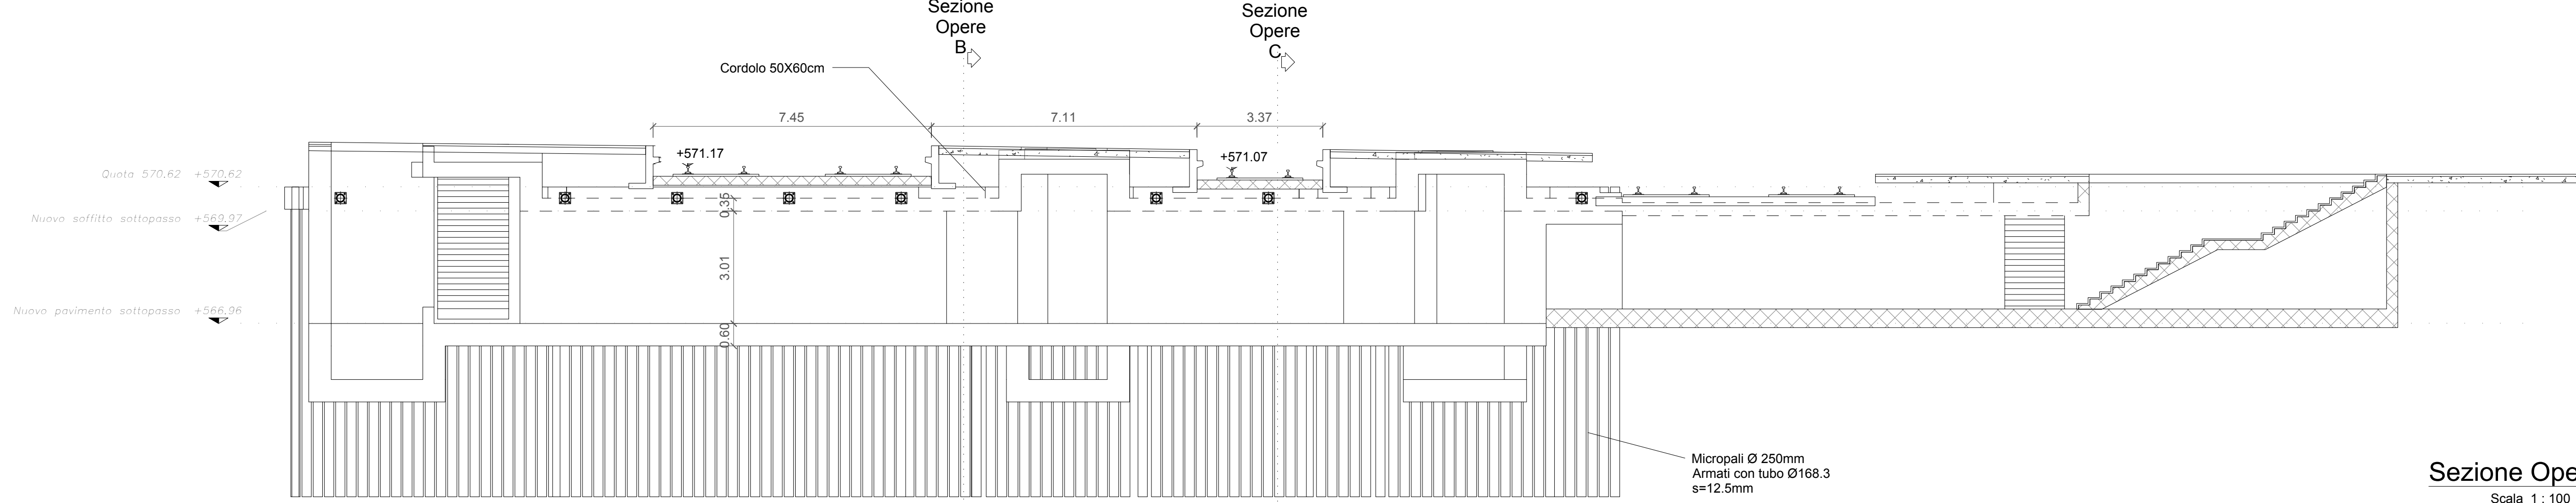 Sezione
Opere
B
Sezione
Opere
C
Cordolo 50X60cm
7.45
7.11
3.37
+571.17
+571.07
Quota 570.62 +570.62
Nuovo soffitto sottopasso +569.97
Nuovo pavimento sottopasso +566.96
0.35
3.01
0.60
Micropali Ø 250mm
Armati con tubo Ø168.3
s=12.5mm
Sezione Ope
Scala 1 : 100